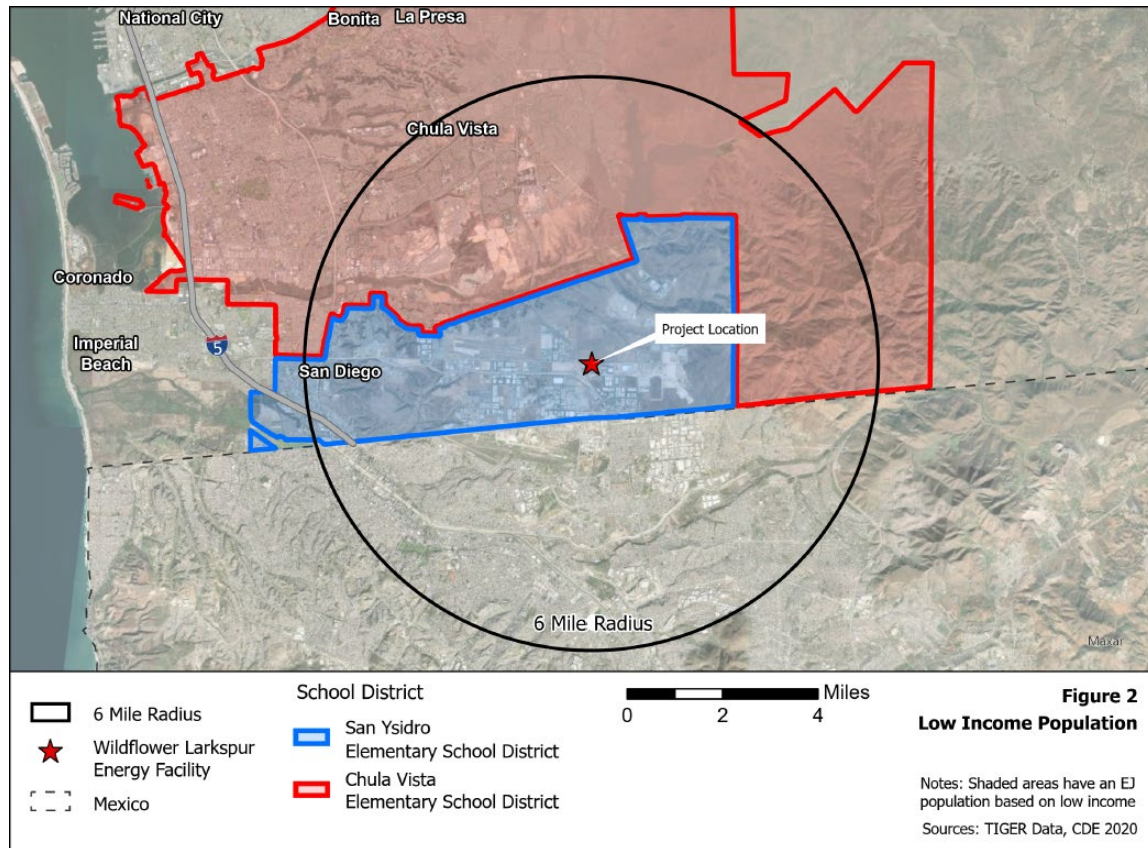 National City
Bonita
La Presa
Chula Vista
Coronado
Imperial
Beach
5
San Diego
Project Location
6 Mile Radius
Maxar
6 Mile Radius
Wildflower Larkspur
Energy Facility
Mexico
School District
San Ysidro
Elementary School District
Chula Vista
Elementary School District
Miles
0 2 4
Figure 2
Low Income Population
Notes: Shaded areas have an EJ
population based on low income
Sources: TIGER Data, CDE 2020